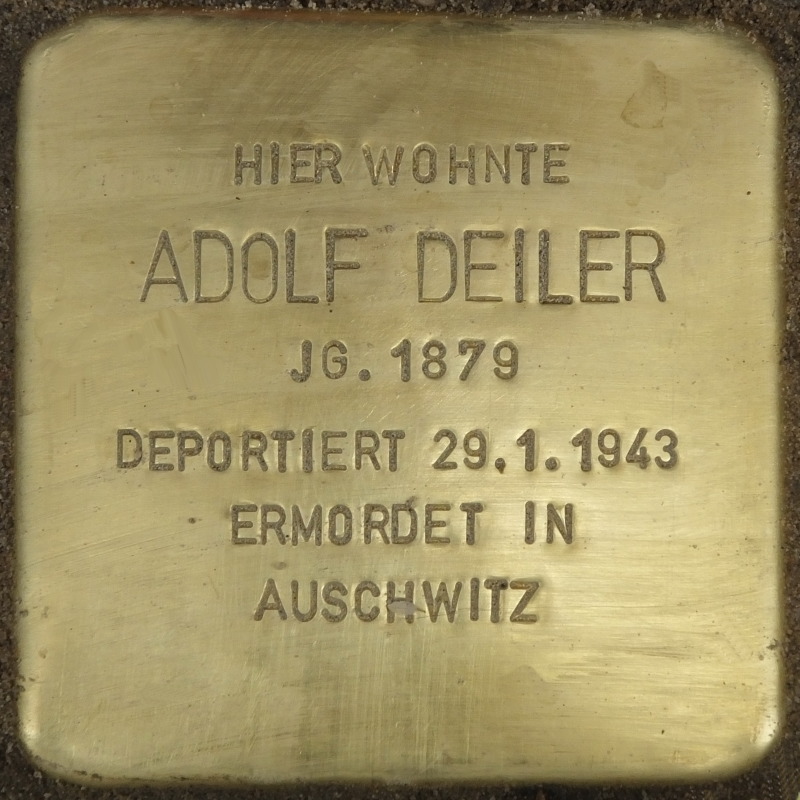 HIER WOHNTE
ADOLF DEILER
JG. 1879
DEPORTIERT 29.1.1943
ERMORDET IN
AUSCHWITZ